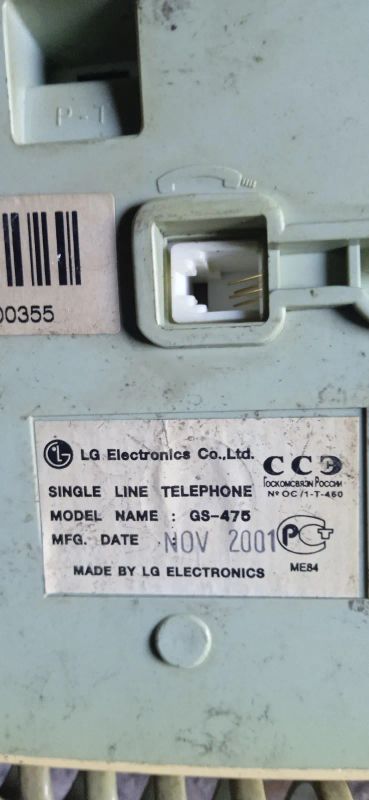 P-T
00355
LG Electronics Co.,Ltd.
ССЭ
ГОСКОМСВЯЗИ РОССИИ
№ ОС/1-Т-460
SINGLE LINE TELEPHONE
MODEL NAME : GS-475
MFG. DATE : NOV 2001
РСТ
ME84
MADE BY LG ELECTRONICS